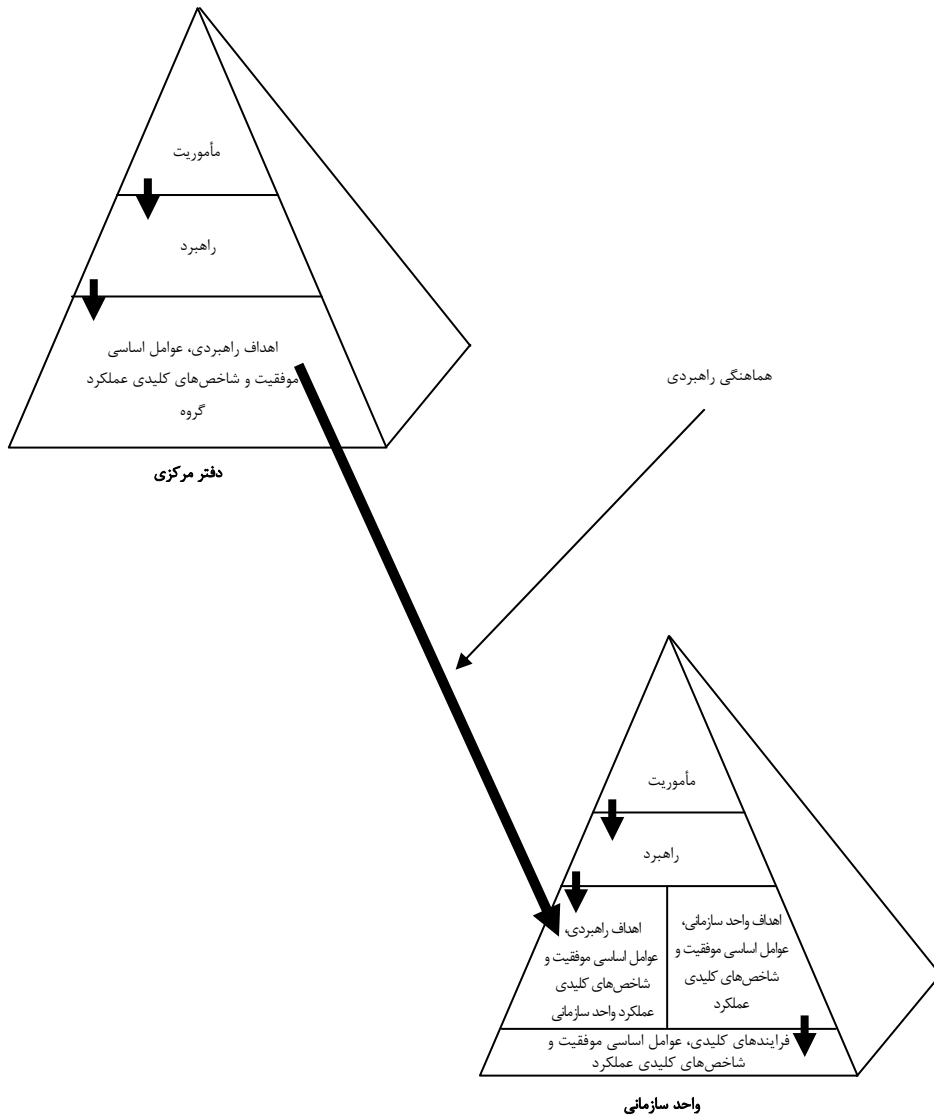 مأموریت
راهبرد
اهداف راهبردی، عوامل اساسی
موفقیت و شاخص‌های کلیدی عملکرد
گروه
دفتر مرکزی
هماهنگی راهبردی
مأموریت
راهبرد
اهداف واحد سازمانی،
عوامل اساسی موفقیت و
شاخص‌های کلیدی
عملکرد
اهداف راهبردی،
عوامل اساسی موفقیت و
شاخص‌های کلیدی
عملکرد واحد سازمانی
فرایندهای کلیدی، عوامل اساسی موفقیت و
شاخص‌های کلیدی عملکرد
واحد سازمانی